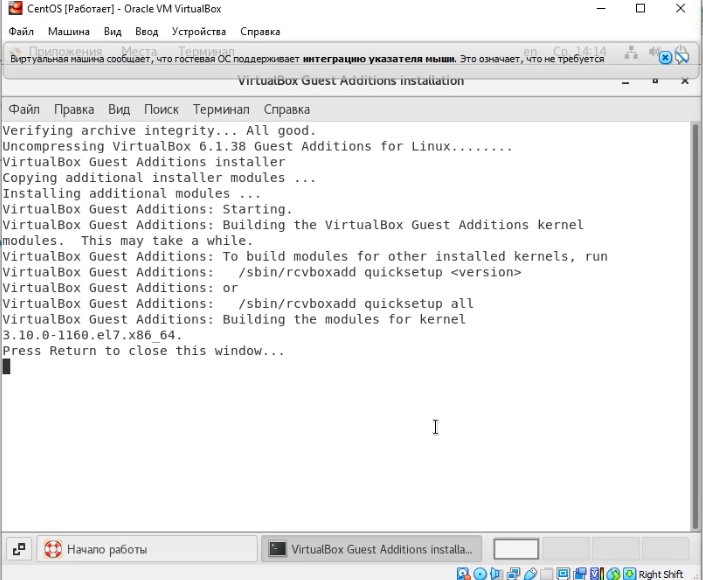 CentOS [Работает] - Oracle VM VirtualBox
Файл Машина Вид Ввод Устройства Справка
Приложения Места Терминал en Ср, 14:14
Виртуальная машина сообщает, что гостевая ОС поддерживает интеграцию указателя мыши. Это означает, что не требуется
VirtualBox Guest Additions installation
Файл Правка Вид Поиск Терминал Справка
Verifying archive integrity... All good.
Uncompressing VirtualBox 6.1.38 Guest Additions for Linux........
VirtualBox Guest Additions installer
Copying additional installer modules ...
Installing additional modules ...
VirtualBox Guest Additions: Starting.
VirtualBox Guest Additions: Building the VirtualBox Guest Additions kernel
modules.  This may take a while.
VirtualBox Guest Additions: To build modules for other installed kernels, run
VirtualBox Guest Additions:   /sbin/rcvboxadd quicksetup <version>
VirtualBox Guest Additions: or
VirtualBox Guest Additions:   /sbin/rcvboxadd quicksetup all
VirtualBox Guest Additions: Building the modules for kernel
3.10.0-1160.el7.x86_64.
Press Return to close this window...
Начало работы VirtualBox Guest Additions installa...
Right Shift